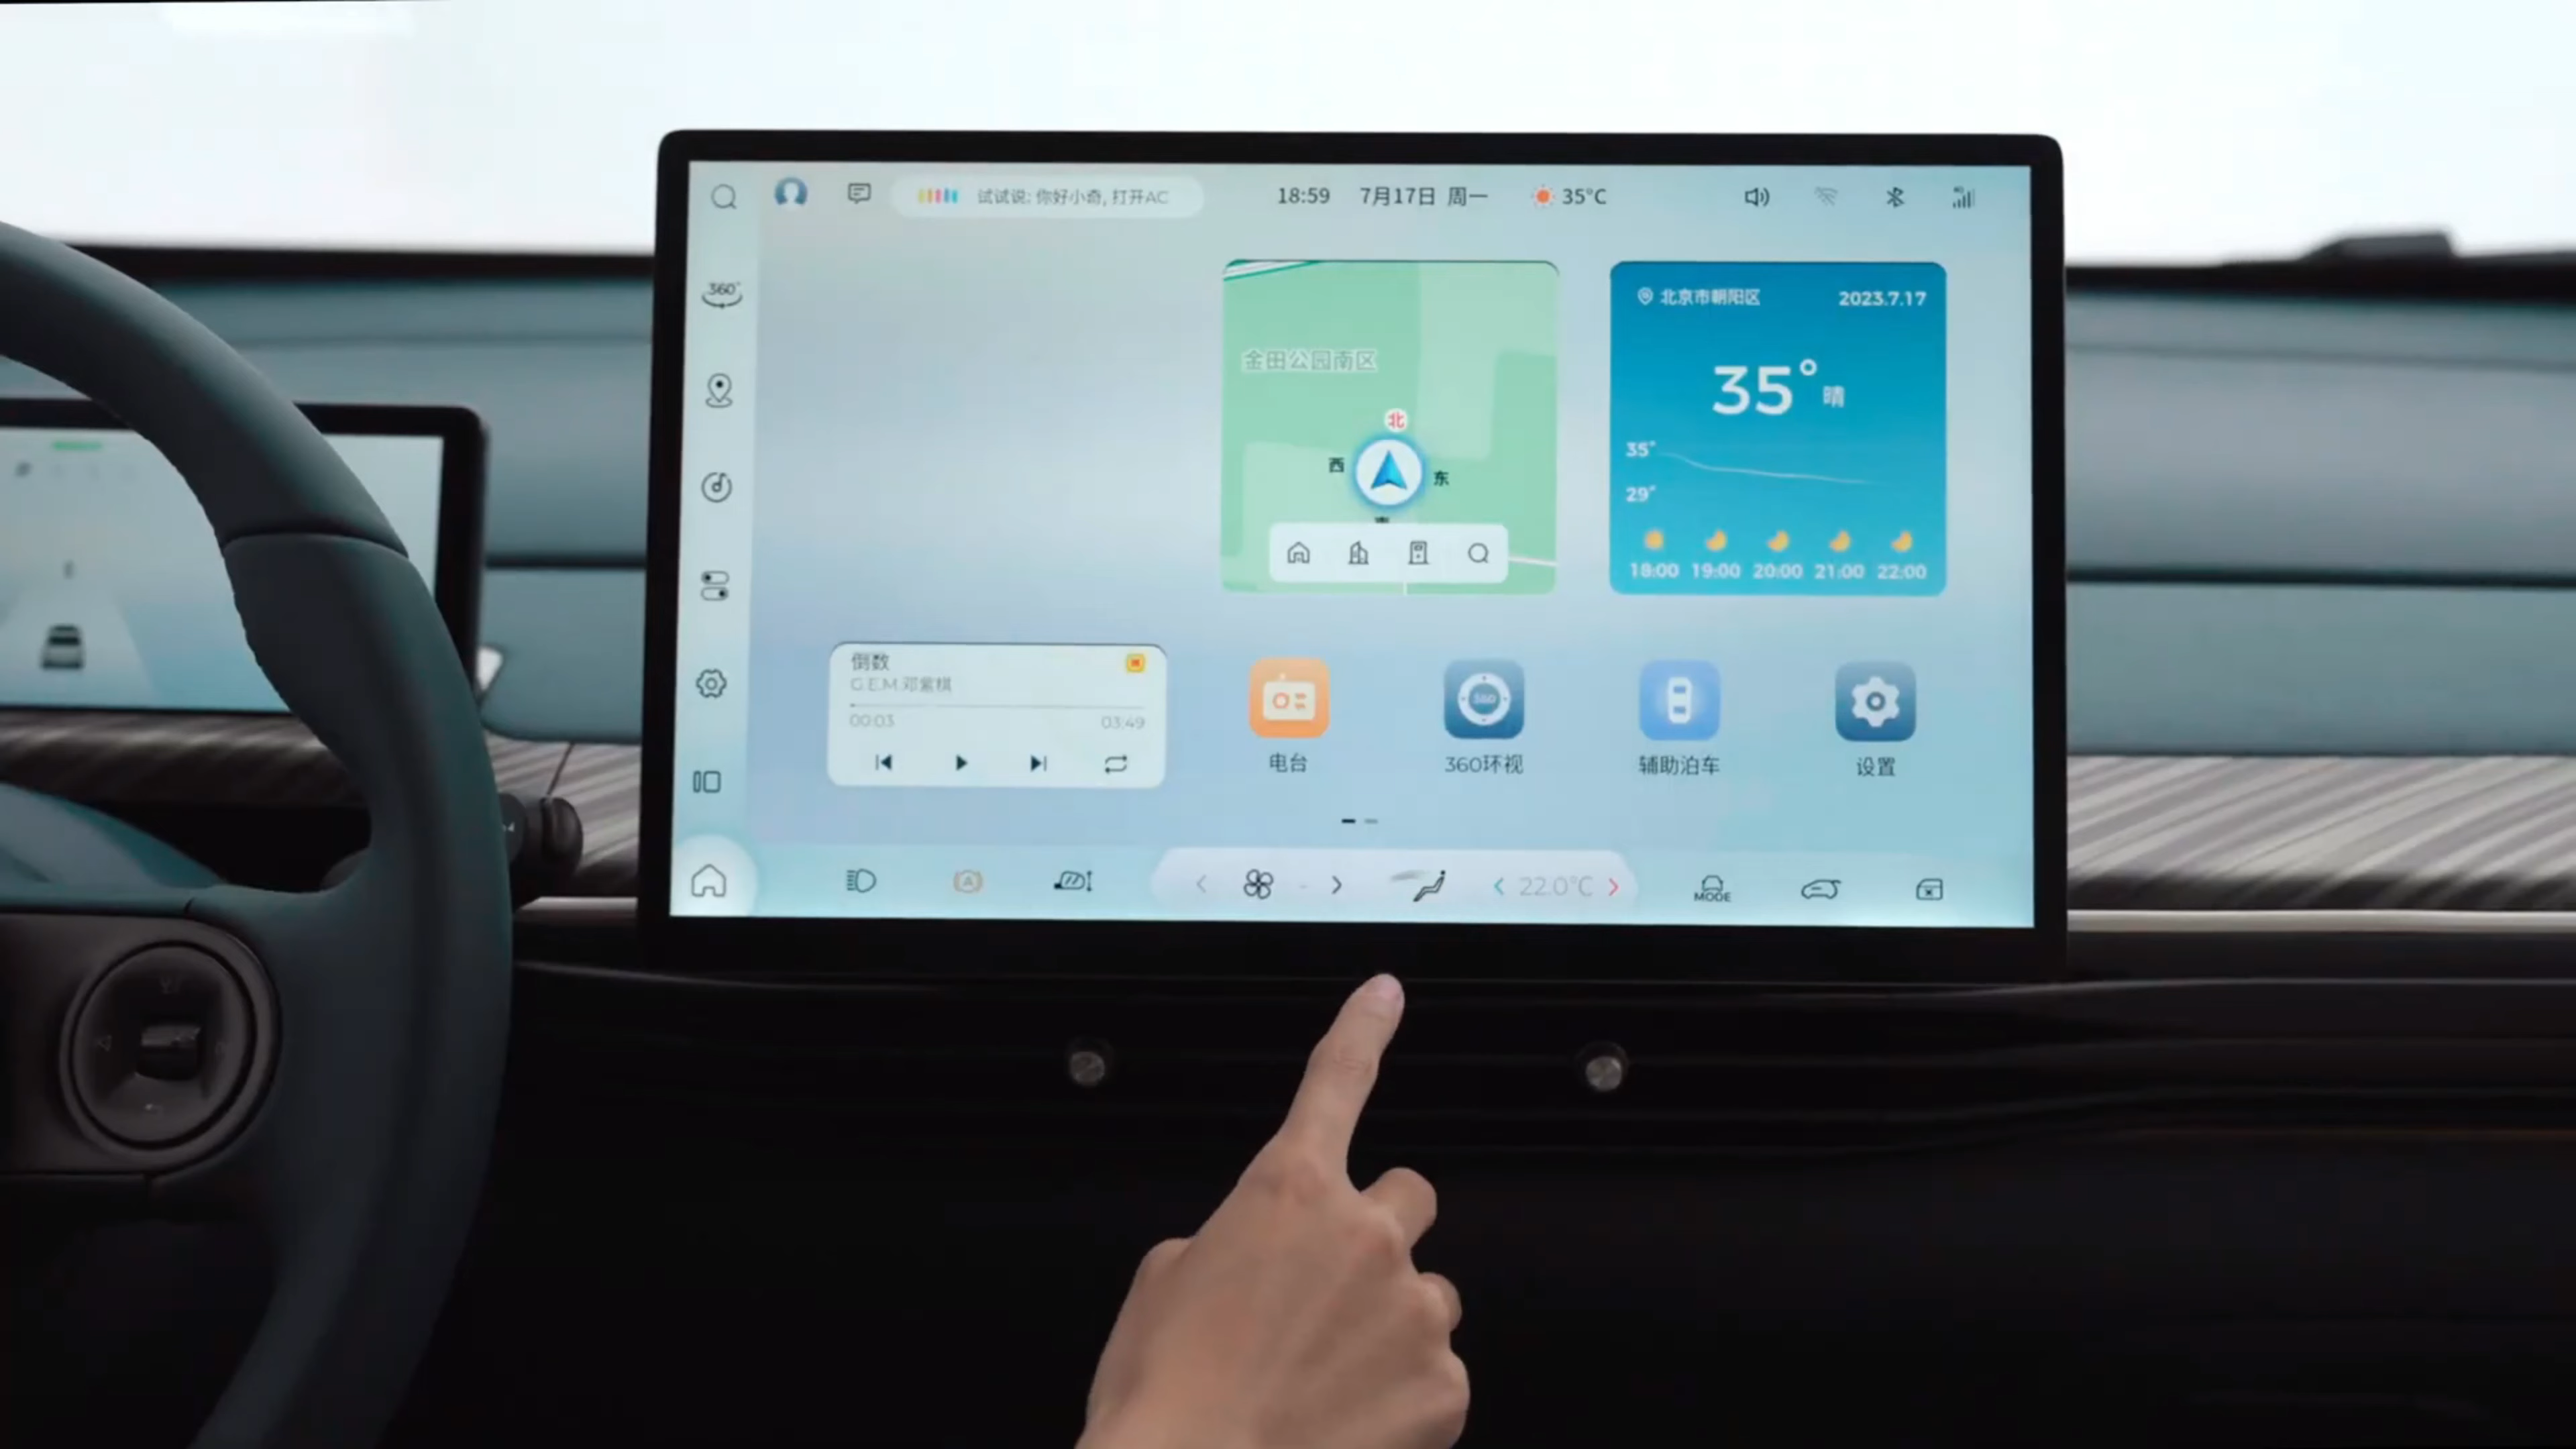 试试说: 你好小奇, 打开AC
18:59 7月17日 周一 35°C
360°
金田公园南区
北
西
东
北京市朝阳区 2023.7.17
35° 晴
35°
29°
18:00 19:00 20:00 21:00 22:00
倒数
G.E.M.邓紫棋
00:03 03:49
360
电台 360环视 辅助泊车 设置
A
22.0°C
MODE